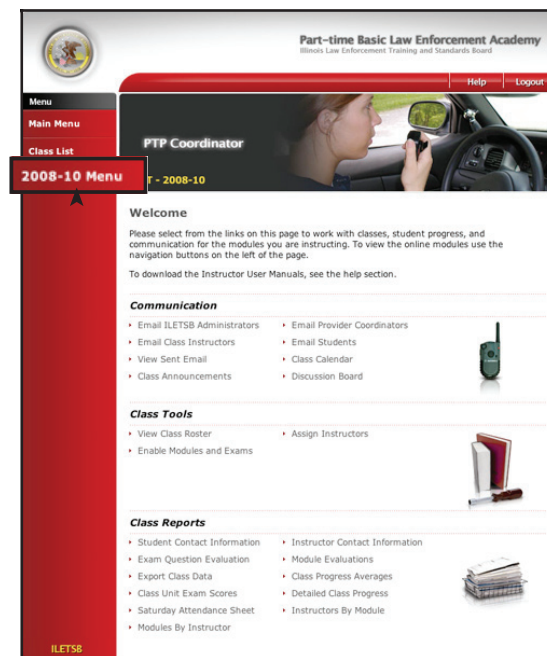 Part-time Basic Law Enforcement Academy
Illinois Law Enforcement Training and Standards Board
Help Logout
Menu
Main Menu
Class List
2008-10 Menu
PTP Coordinator
T - 2008-10
Welcome
Please select from the links on this page to work with classes, student progress, and
communication for the modules you are instructing. To view the online modules use the
navigation buttons on the left of the page.
To download the Instructor User Manuals, see the help section.
Communication
Email ILETSB Administrators
Email Class Instructors
View Sent Email
Class Announcements
Email Provider Coordinators
Email Students
Class Calendar
Discussion Board
Class Tools
View Class Roster
Enable Modules and Exams
Assign Instructors
Class Reports
Student Contact Information
Exam Question Evaluation
Export Class Data
Class Unit Exam Scores
Saturday Attendance Sheet
Modules By Instructor
Instructor Contact Information
Module Evaluations
Class Progress Averages
Detailed Class Progress
Instructors By Module
ILETSB